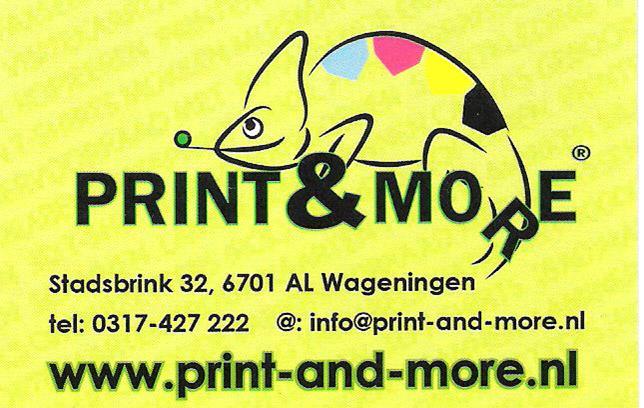 PRINT & MORE ®
Stadsbrink 32, 6701 AL Wageningen
tel: 0317-427 222 @: info@print-and-more.nl
www.print-and-more.nl